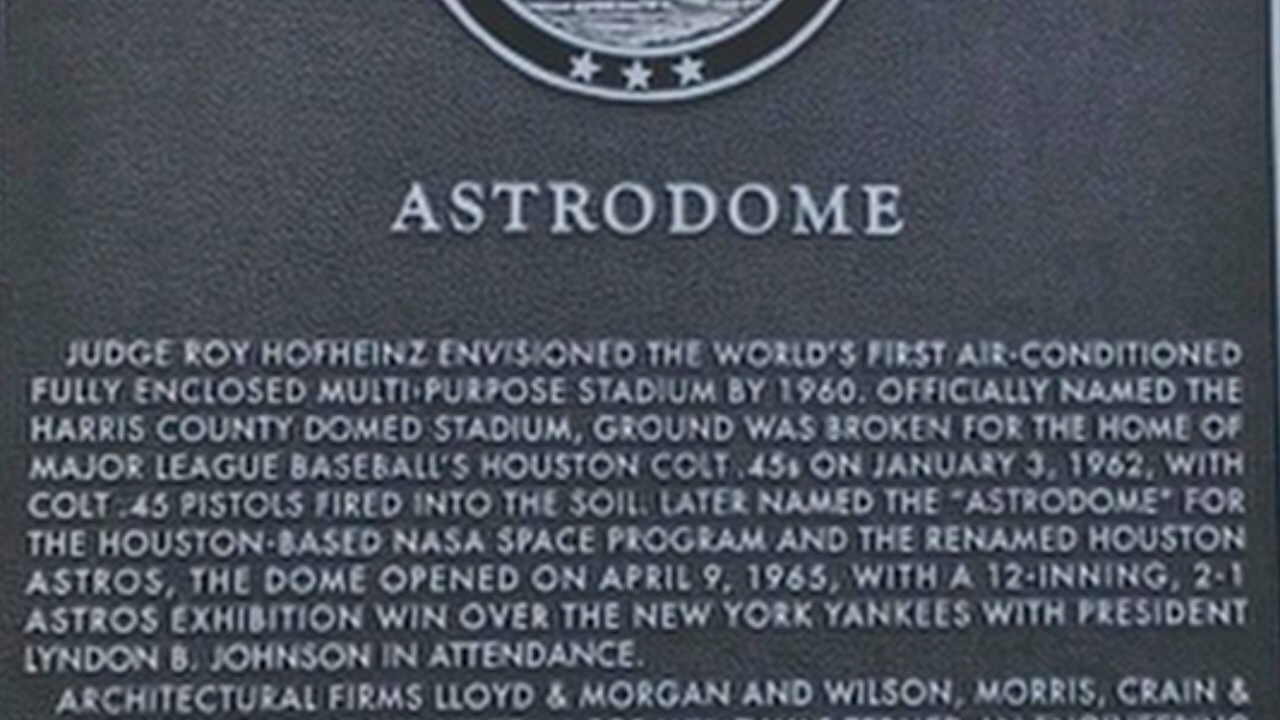 ASTRODOME
JUDGE ROY HOFHEINZ ENVISIONED THE WORLD'S FIRST AIR-CONDITIONED
FULLY ENCLOSED MULTI-PURPOSE STADIUM BY 1960. OFFICIALLY NAMED THE
HARRIS COUNTY DOMED STADIUM, GROUND WAS BROKEN FOR THE HOME OF
MAJOR LEAGUE BASEBALL'S HOUSTON COLT .45s ON JANUARY 3, 1962, WITH
COLT .45 PISTOLS FIRED INTO THE SOIL. LATER NAMED THE "ASTRODOME" FOR
THE HOUSTON-BASED NASA SPACE PROGRAM AND THE RENAMED HOUSTON
ASTROS, THE DOME OPENED ON APRIL 9, 1965, WITH A 12-INNING, 2-1
ASTROS EXHIBITION WIN OVER THE NEW YORK YANKEES WITH PRESIDENT
LYNDON B. JOHNSON IN ATTENDANCE.
ARCHITECTURAL FIRMS LLOYD & MORGAN AND WILSON, MORRIS, CRAIN &